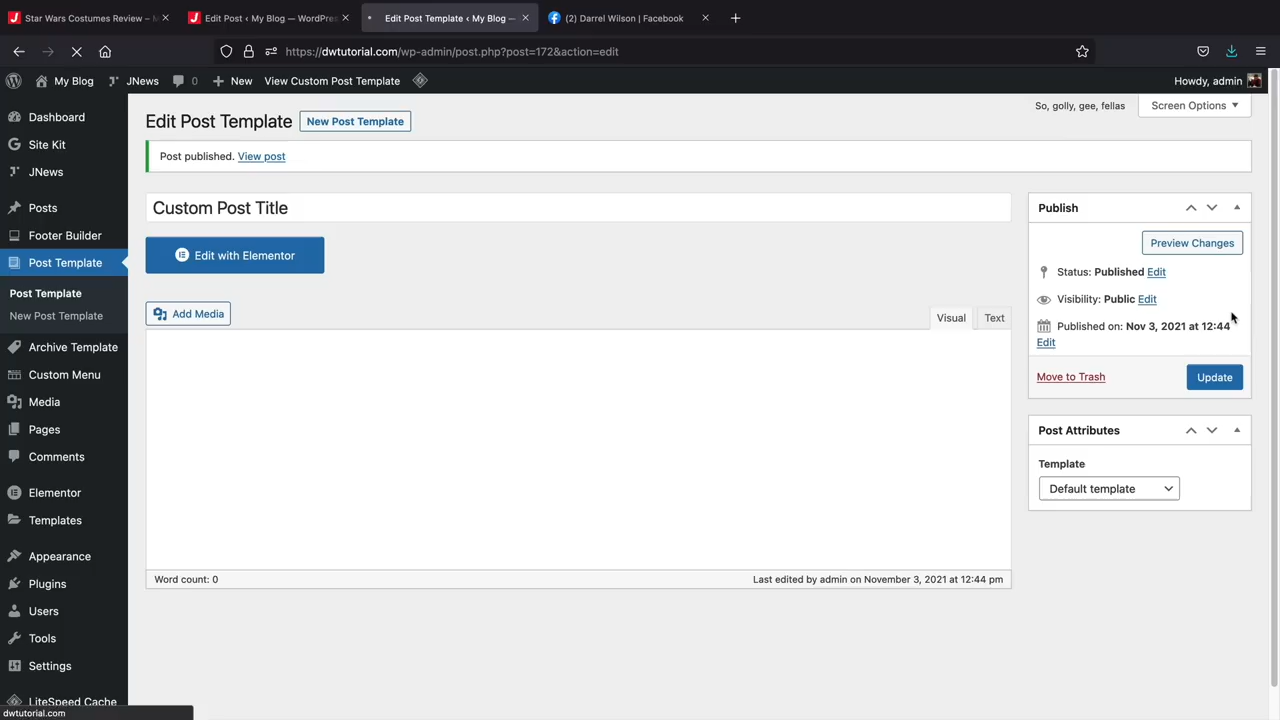 Star Wars Costumes Review –
Edit Post ‹ My Blog — WordPre
Edit Post Template ‹ My Blog —
(2) Darrel Wilson | Facebook
https://dwtutorial.com/wp-admin/post.php?post=172&action=edit
My Blog
JNews
0
New
View Custom Post Template
Howdy, admin
Dashboard
Site Kit
JNews
Posts
Footer Builder
Post Template
Post Template
New Post Template
Archive Template
Custom Menu
Media
Pages
Comments
Elementor
Templates
Appearance
Plugins
Users
Tools
Settings
LiteSpeed Cache
dwtutorial.com
So, golly, gee, fellas
Screen Options
Edit Post Template
New Post Template
Post published. View post
Custom Post Title
Edit with Elementor
Add Media
Visual
Text
Word count: 0
Last edited by admin on November 3, 2021 at 12:44 pm
Publish
Preview Changes
Status: Published Edit
Visibility: Public Edit
Published on: Nov 3, 2021 at 12:44
Edit
Move to Trash
Update
Post Attributes
Template
Default template